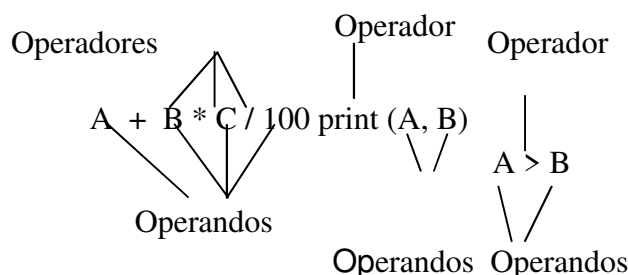 Operadores
Operador
Operador
A + B * C / 100 print (A, B)
A > B
Operandos
Operandos
Operandos